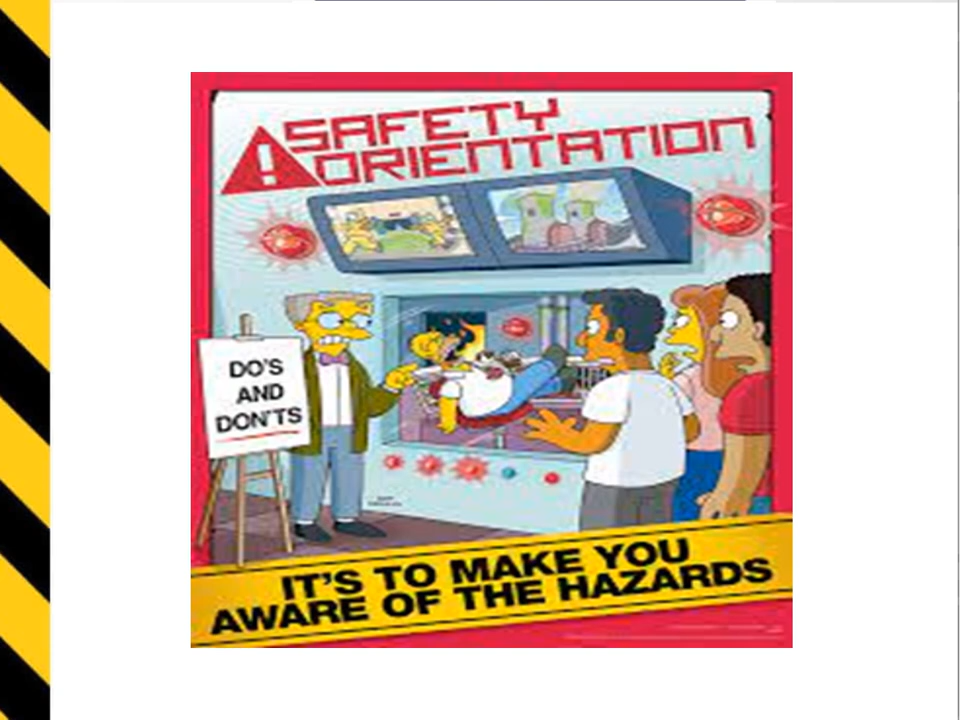 SAFETY
ORIENTATION
DO'S
AND
DON'TS
IT'S TO MAKE YOU
AWARE OF THE HAZARDS